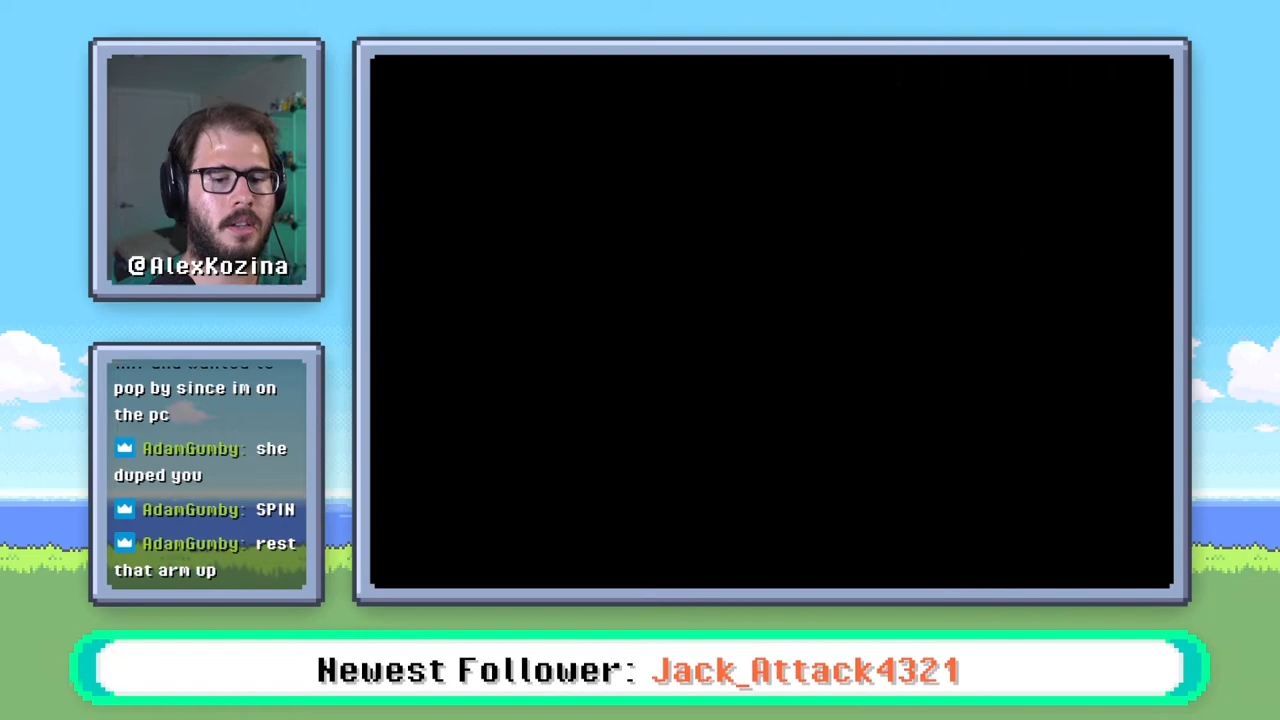 @AlexKozina
pop by since im on
the pc
AdamGumby: she
duped you
AdamGumby: SPIN
AdamGumby: rest
that arm up
Newest Follower: Jack_Attack4321